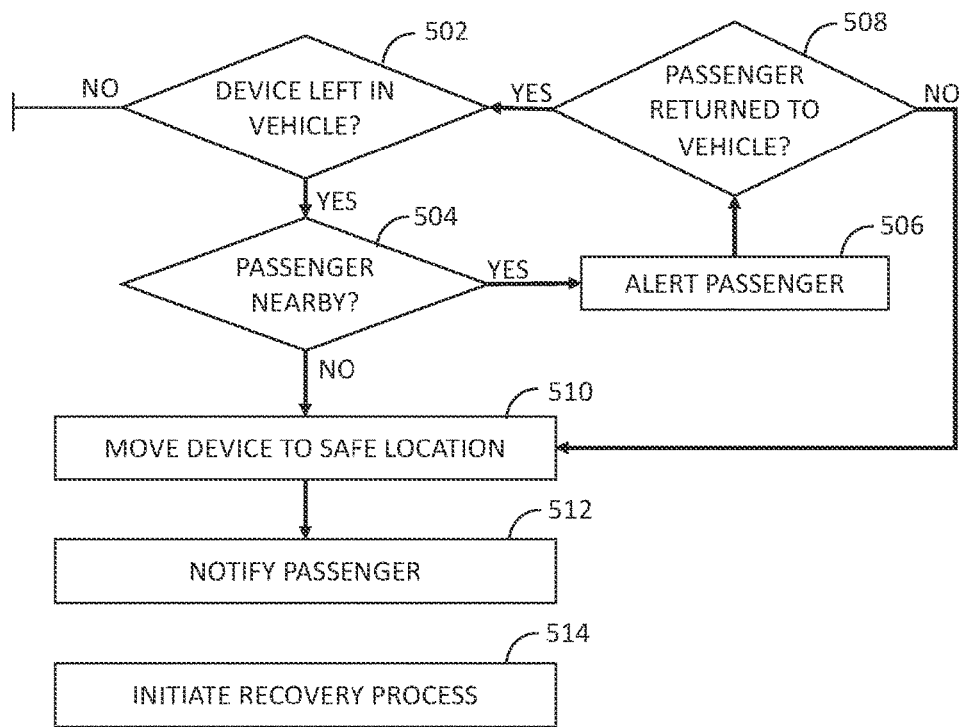 502
508
NO
DEVICE LEFT IN
VEHICLE?
YES
PASSENGER
RETURNED TO
VEHICLE?
NO
YES
504
506
PASSENGER
NEARBY?
YES
ALERT PASSENGER
NO
510
MOVE DEVICE TO SAFE LOCATION
512
NOTIFY PASSENGER
514
INITIATE RECOVERY PROCESS